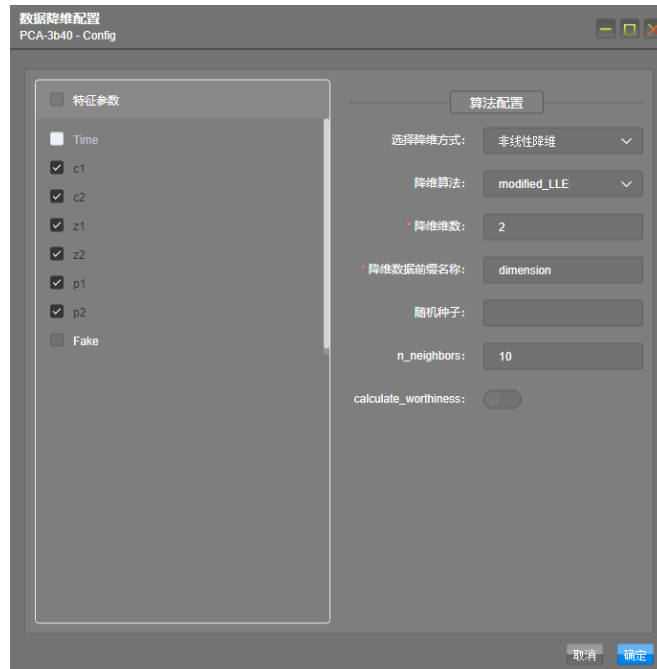 数据降维配置
PCA-3b40 - Config
特征参数
Time
c1
c2
z1
z2
p1
p2
Fake
算法配置
选择降维方式： 非线性降维
降维算法： modified_LLE
* 降维维数： 2
* 降维数据前缀名称： dimension
随机种子：
n_neighbors： 10
calculate_worthiness：
取消 确定